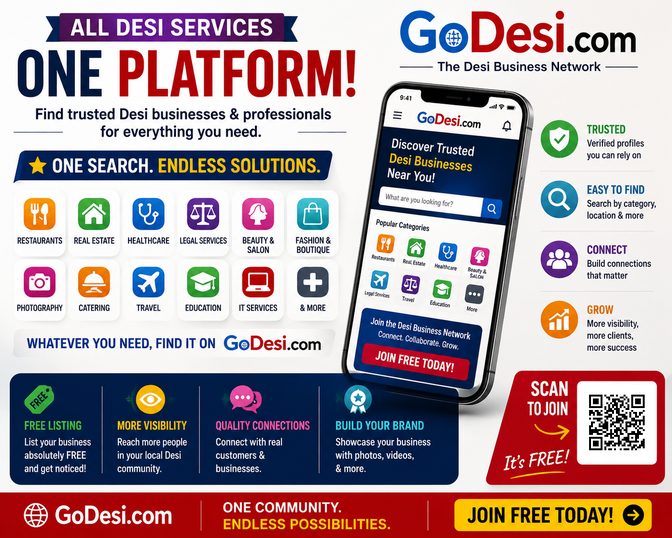 ALL DESI SERVICES
ONE PLATFORM!
Find trusted Desi businesses & professionals
for everything you need.
★ ONE SEARCH. ENDLESS SOLUTIONS.
RESTAURANTS
REAL ESTATE
HEALTHCARE
LEGAL SERVICES
BEAUTY &
SALON
FASHION &
BOUTIQUE
PHOTOGRAPHY
CATERING
TRAVEL
EDUCATION
IT SERVICES
& MORE
WHATEVER YOU NEED, FIND IT ON GoDesi.com
GoDesi.com
The Desi Business Network
9:41
GoDesi.com
Discover Trusted
Desi Businesses
Near You!
What are you looking for?
Popular Categories
Restaurants
Real Estate
Healthcare
Beauty &
Salon
Legal Services
Travel
Education
More
Join the Desi Business Network
Connect. Collaborate. Grow.
JOIN FREE TODAY!
TRUSTED
Verified profiles
you can rely on
EASY TO FIND
Search by category,
location & more
CONNECT
Build connections
that matter
GROW
More visibility,
more clients,
more success
FREE
FREE LISTING
List your business
absolutely FREE
and get noticed!
MORE VISIBILITY
Reach more people
in your local Desi
community.
QUALITY CONNECTIONS
Connect with real
customers &
businesses.
BUILD YOUR BRAND
Showcase your business
with photos, videos,
& more.
SCAN
TO JOIN
It's FREE!
GoDesi.com
ONE COMMUNITY.
ENDLESS POSSIBILITIES.
JOIN FREE TODAY!